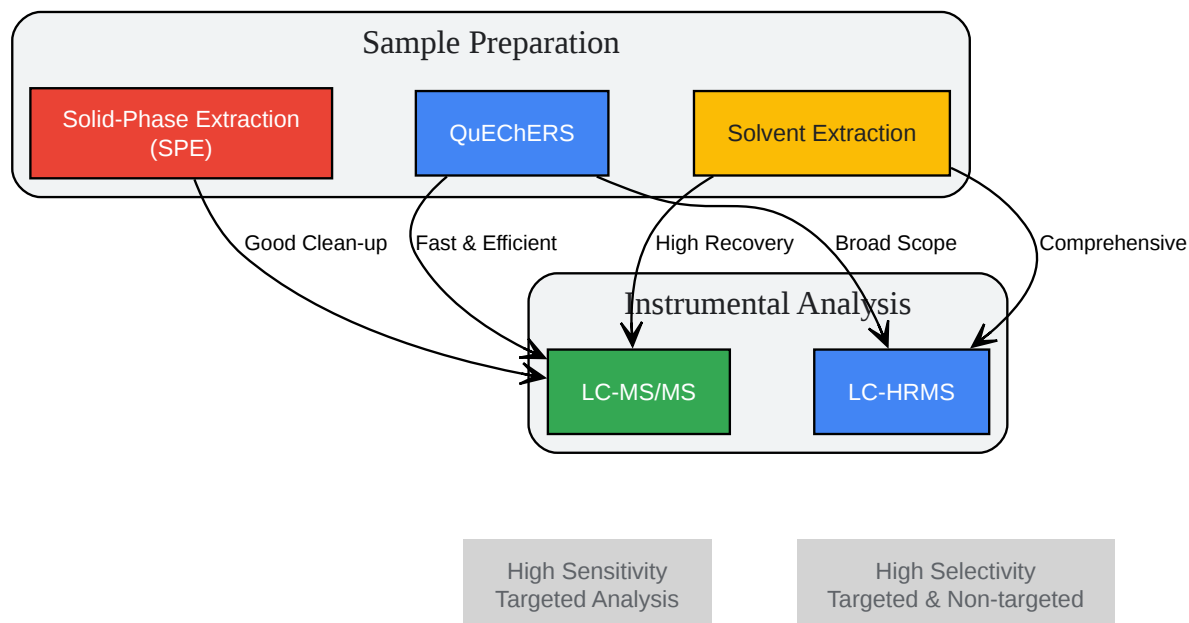 Sample Preparation
Solid-Phase Extraction
(SPE)
QuEChERS
Solvent Extraction
Good Clean-up
Fast & Efficient
High Recovery
Broad Scope
Comprehensive
Instrumental Analysis
LC-MS/MS
LC-HRMS
High Sensitivity
Targeted Analysis
High Selectivity
Targeted & Non-targeted